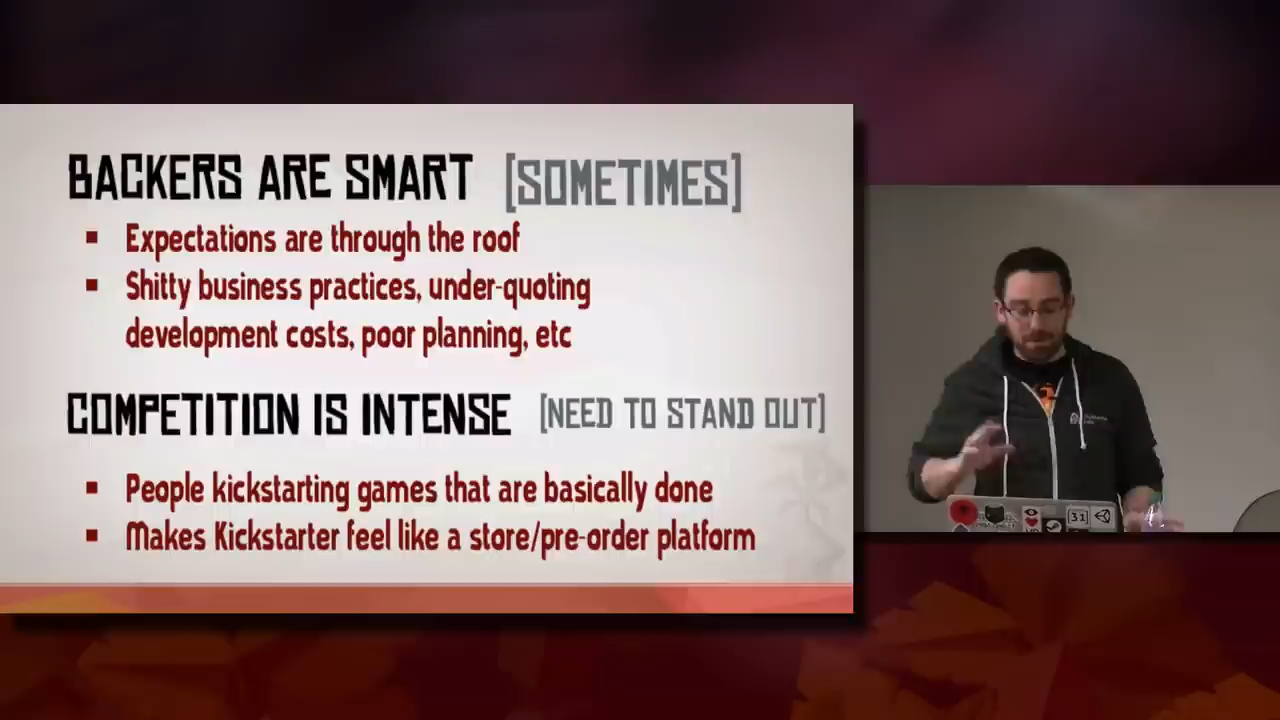 BACKERS ARE SMART [SOMETIMES]
Expectations are through the roof
Shitty business practices, under-quoting
development costs, poor planning, etc
COMPETITION IS INTENSE [NEED TO STAND OUT]
People kickstarting games that are basically done
Makes Kickstarter feel like a store/pre-order platform
31